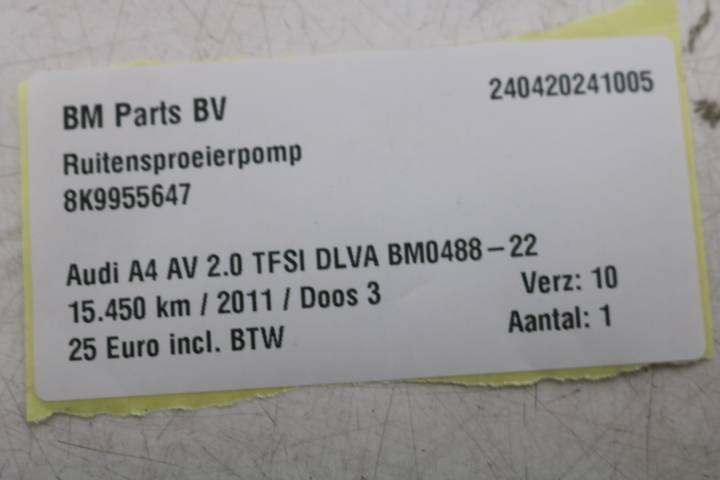 BM Parts BV 240420241005
Ruitensproeierpomp
8K9955647
Audi A4 AV 2.0 TFSI DLVA BM0488-22
15.450 km / 2011 / Doos 3 Verz: 10
25 Euro incl. BTW Aantal: 1